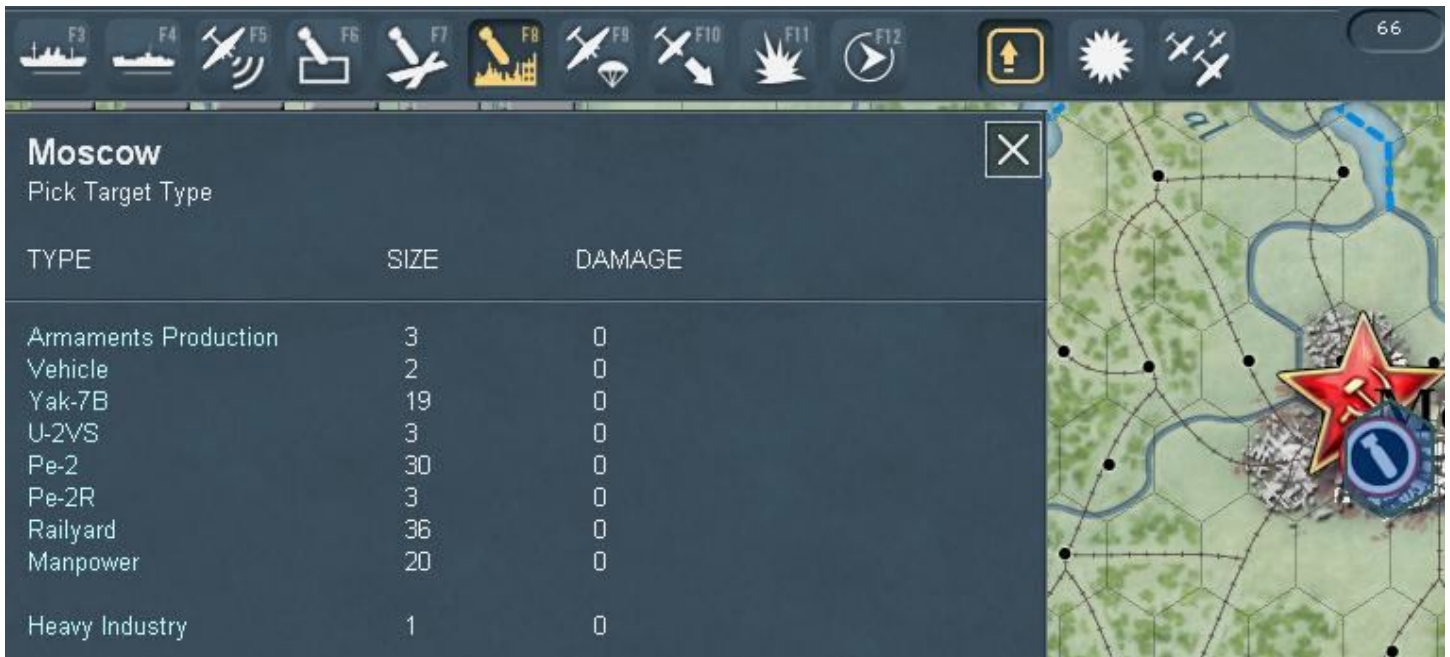 F3 F4 F5 F6 F7 F8 F9 F10 F11 F12 66
Moscow
Pick Target Type
TYPE SIZE DAMAGE
Armaments Production 3 0
Vehicle 2 0
Yak-7B 19 0
U-2VS 3 0
Pe-2 30 0
Pe-2R 3 0
Railyard 36 0
Manpower 20 0
Heavy Industry 1 0
al